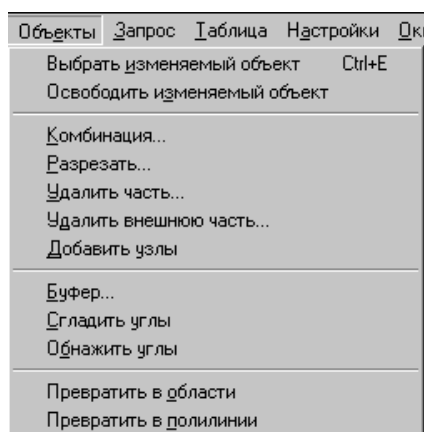 Объекты Запрос Таблица Настройки
Выбрать изменяемый объект Ctrl+E
Освободить изменяемый объект
Комбинация...
Разрезать...
Удалить часть...
Удалить внешнюю часть...
Добавить узлы
Буфер...
Сгладить углы
Обнажить углы
Превратить в области
Превратить в полилинии